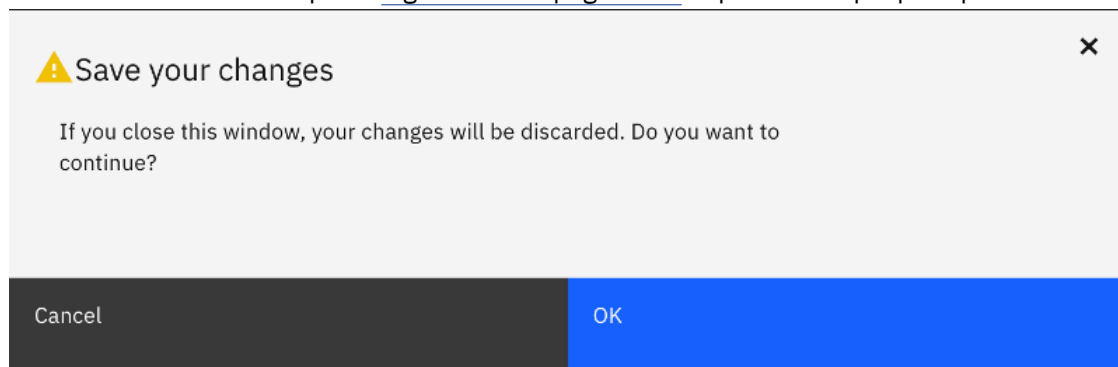 Save your changes
If you close this window, your changes will be discarded. Do you want to
continue?
Cancel
OK